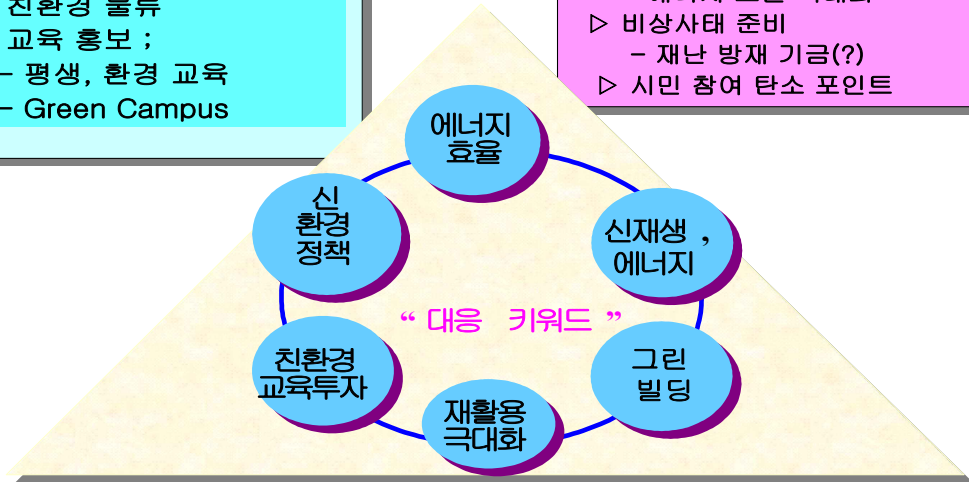 친환경 물류
교육 홍보 ;
– 평생, 환경 교육
– Green Campus
▷ 비상사태 준비
– 재난 방재 기금(?)
▷ 시민 참여 탄소 포인트
에너지
효율
신
환경
정책
신재생 ,
에너지
“ 대응 키워드 ”
친환경
교육투자
그린
빌딩
재활용
극대화